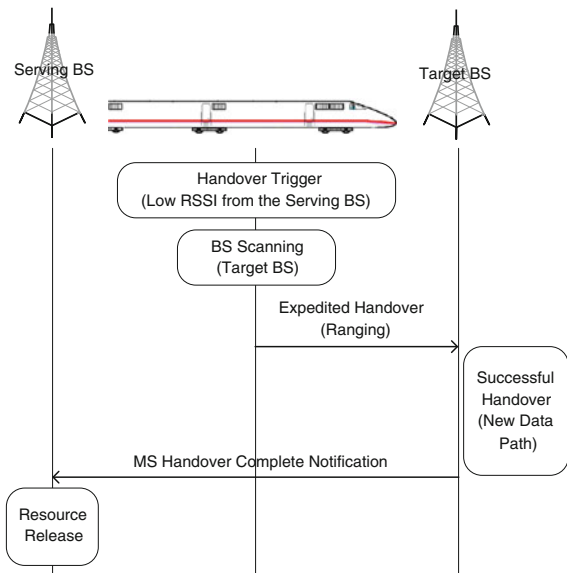 Serving BS
Target BS
Handover Trigger
(Low RSSI from the Serving BS)
BS Scanning
(Target BS)
Expedited Handover
(Ranging)
Successful
Handover
(New Data
Path)
MS Handover Complete Notification
Resource
Release